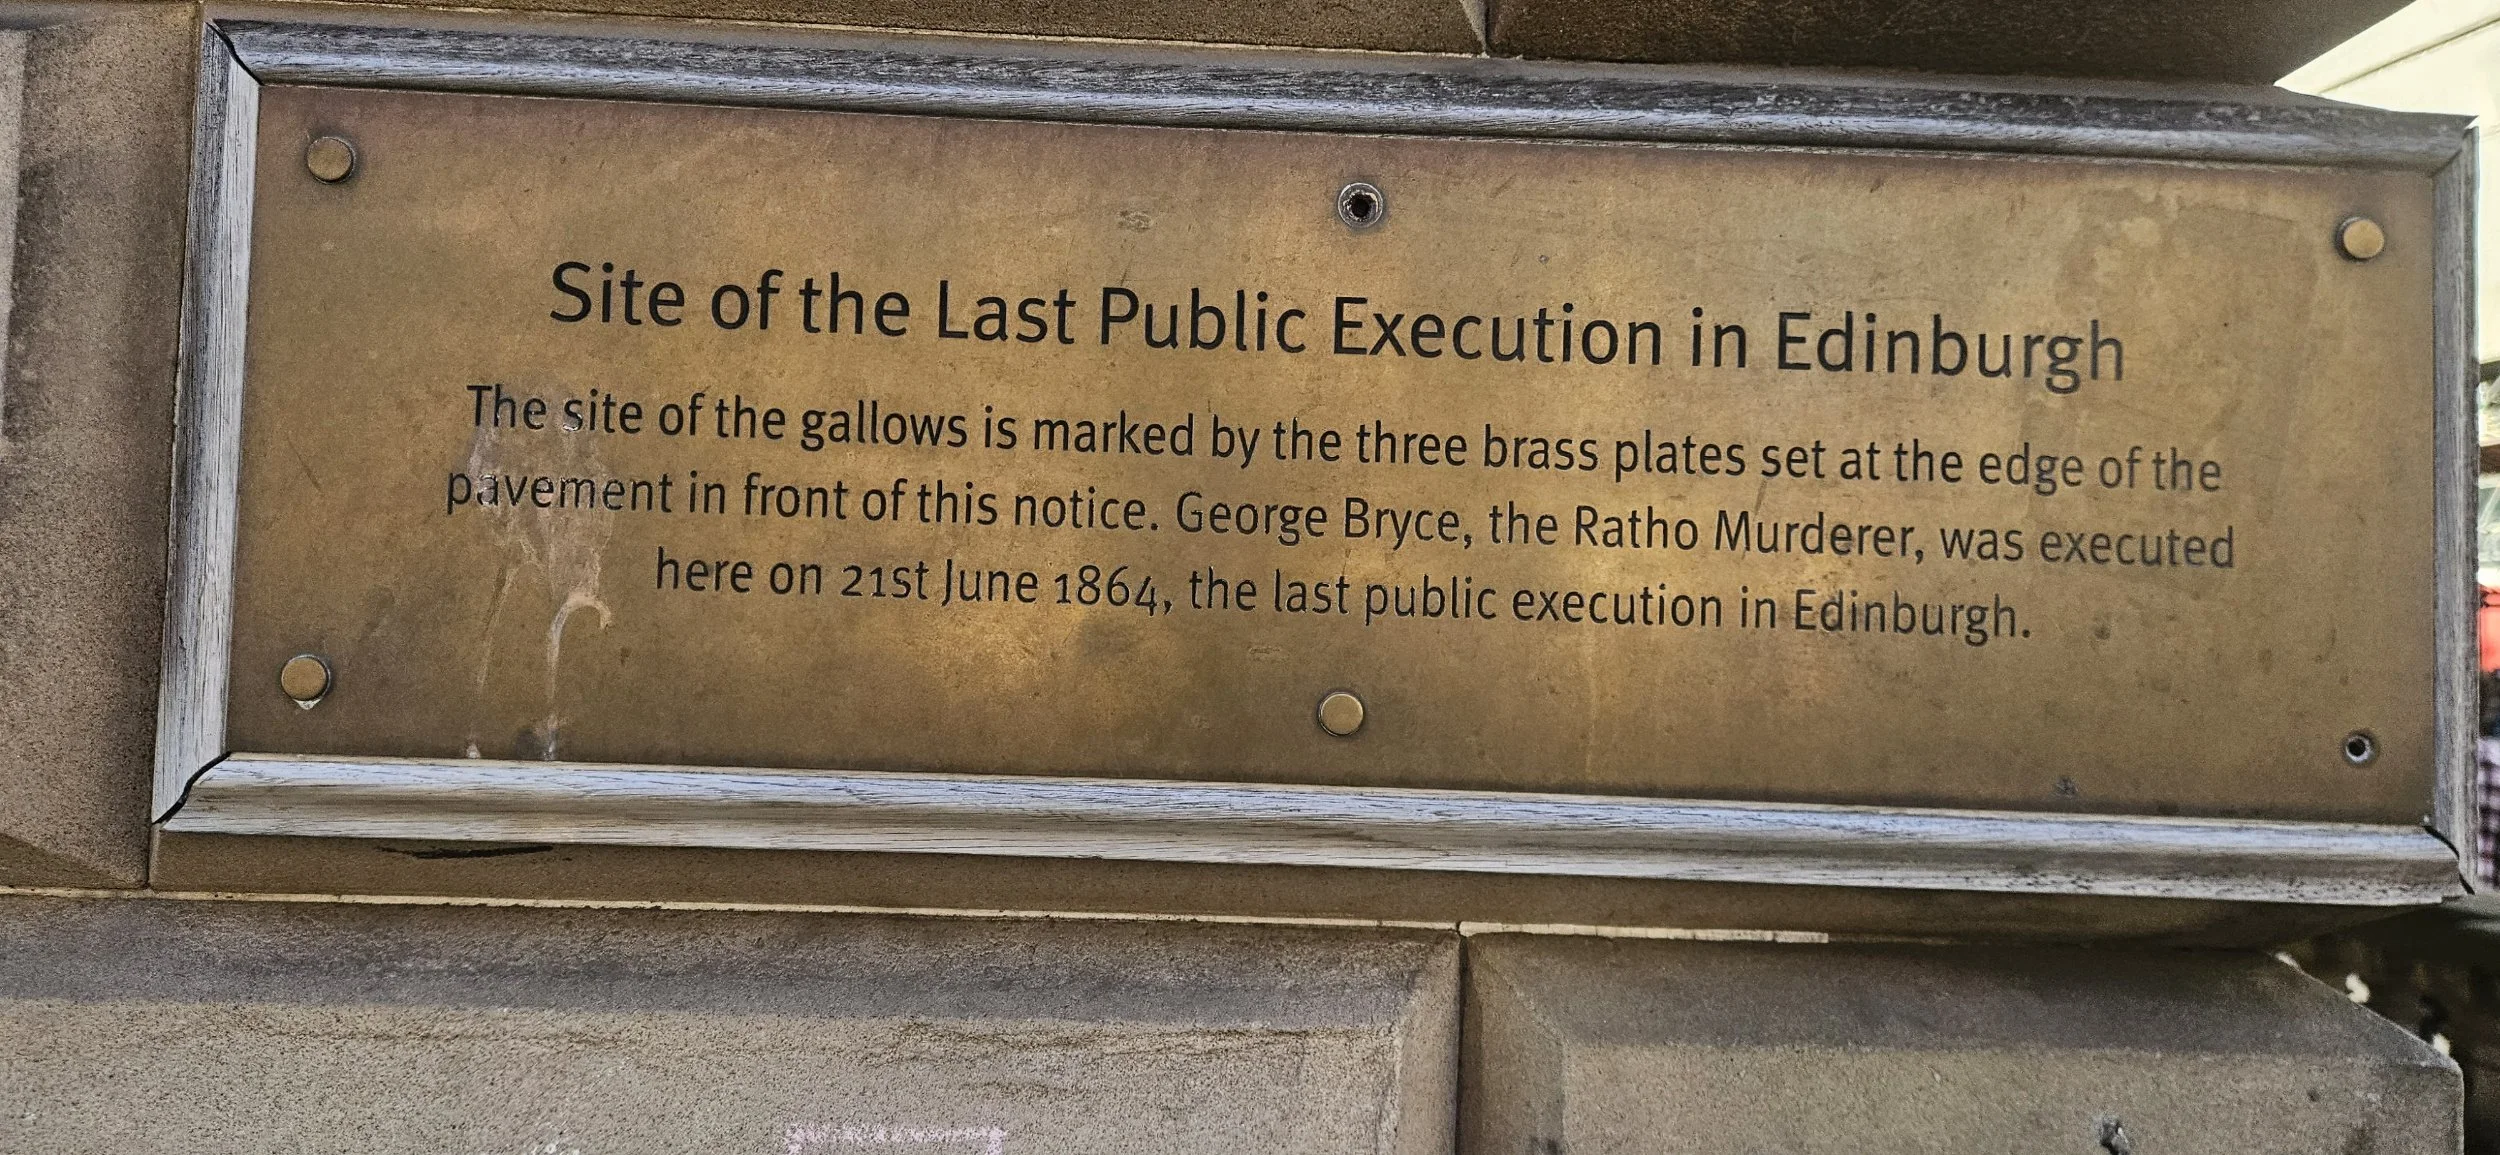 Site of the Last Public Execution in Edinburgh
The site of the gallows is marked by the three brass plates set at the edge of the
pavement in front of this notice. George Bryce, the Ratho Murderer, was executed
here on 21st June 1864, the last public execution in Edinburgh.